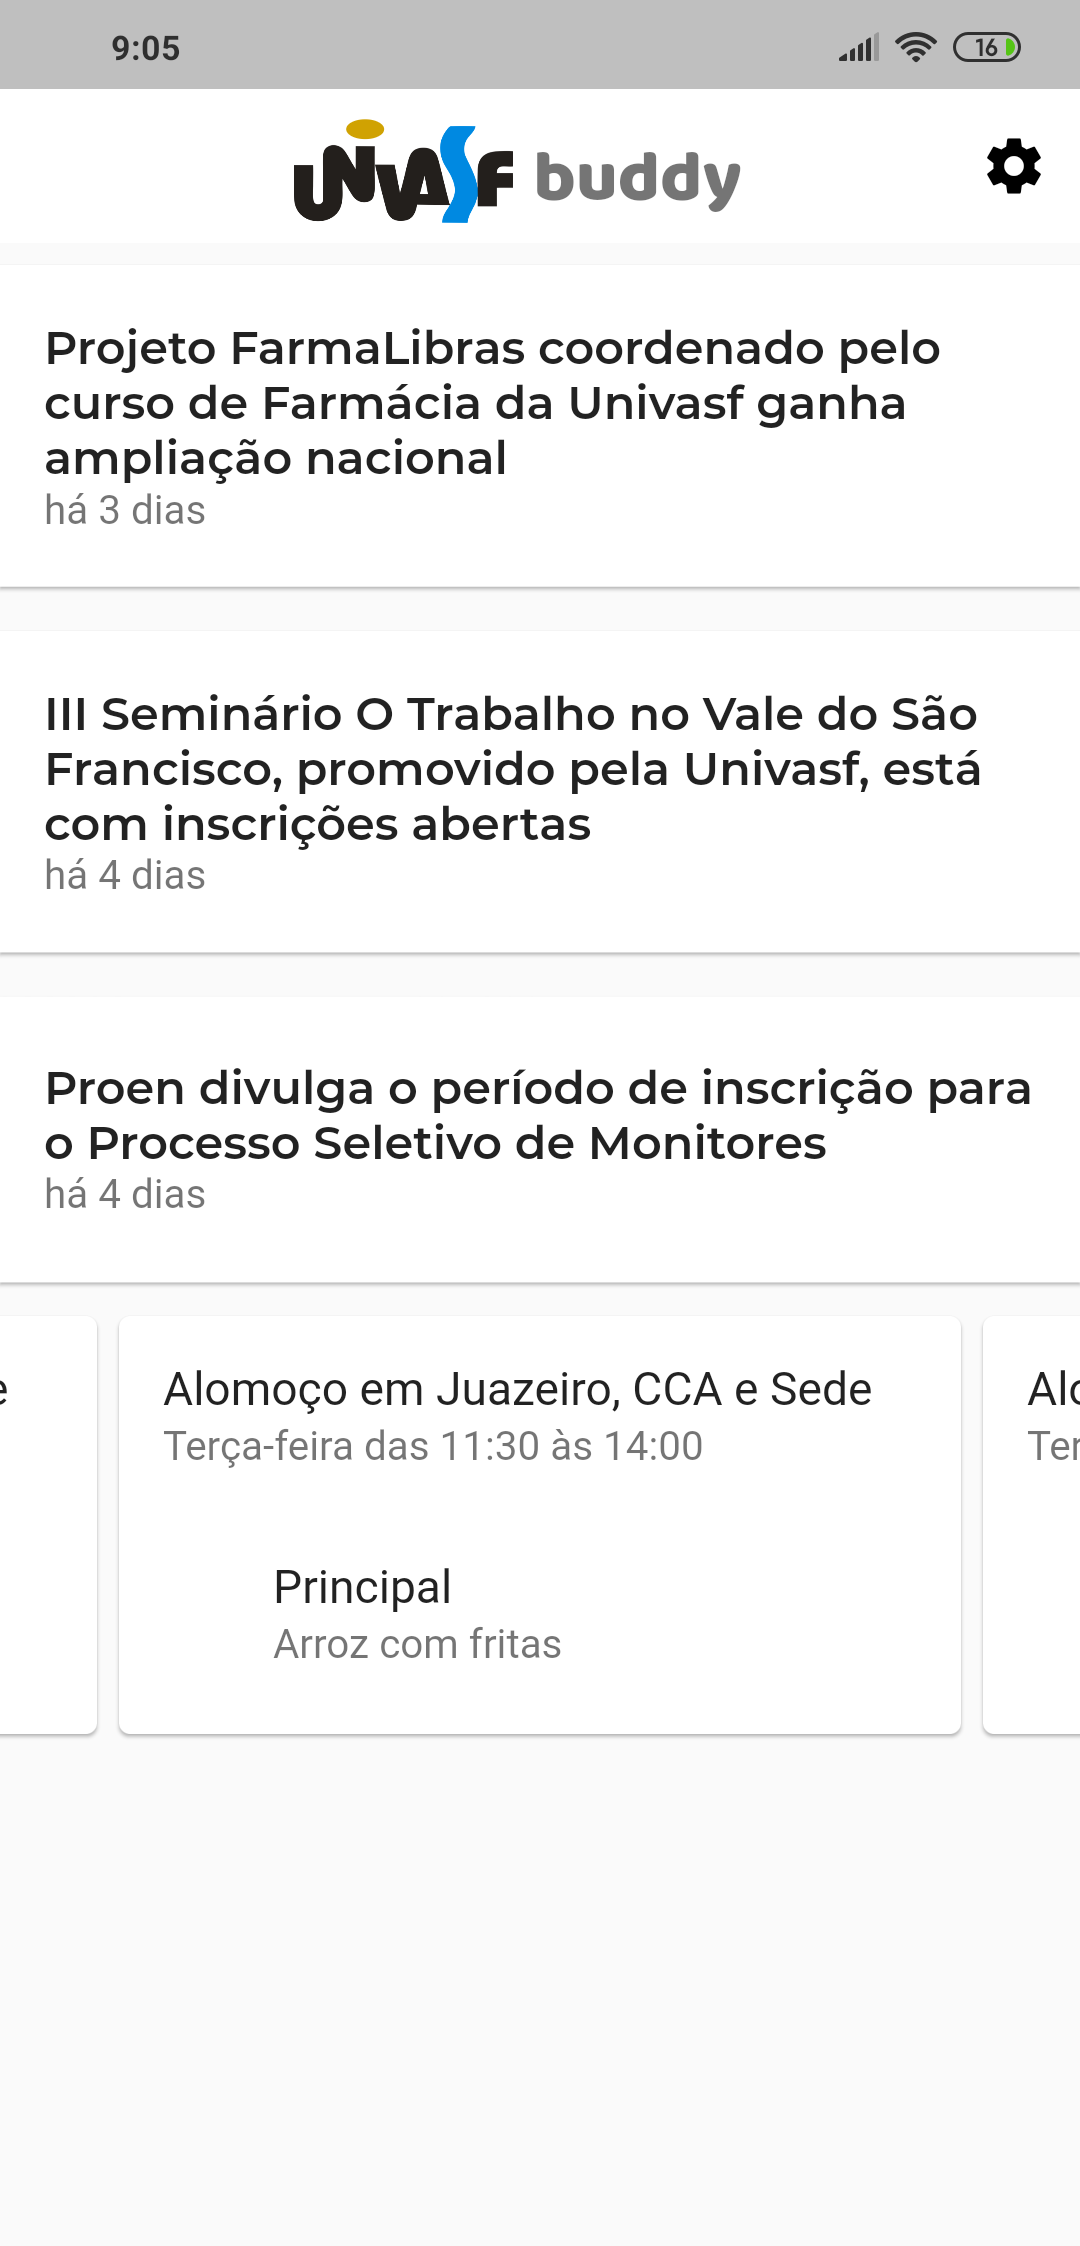 9:05
16
UNIVASF buddy
Projeto FarmaLibras coordenado pelo
curso de Farmácia da Univasf ganha
ampliação nacional
há 3 dias
III Seminário O Trabalho no Vale do São
Francisco, promovido pela Univasf, está
com inscrições abertas
há 4 dias
Proen divulga o período de inscrição para
o Processo Seletivo de Monitores
há 4 dias
e
Alomoço em Juazeiro, CCA e Sede
Terça-feira das 11:30 às 14:00
Principal
Arroz com fritas
Alo
Ter